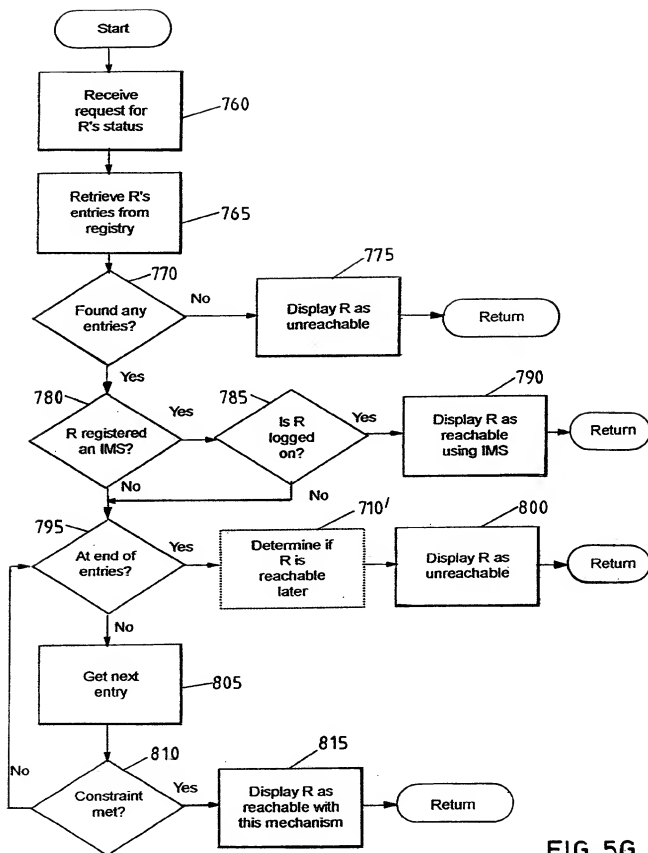 Start
Receive
request for
R's status
760
Retrieve R's
entries from
registry
765
770
Found any
entries?
No
775
Display R as
unreachable
Return
Yes
780
R registered
an IMS?
Yes
785
Is R
logged
on?
Yes
790
Display R as
reachable
using IMS
Return
No
No
795
At end of
entries?
Yes
710'
Determine if
R is
reachable
later
800
Display R as
unreachable
Return
No
Get next
entry
805
810
No
Constraint
met?
Yes
815
Display R as
reachable with
this mechanism
Return
FIG. 5G